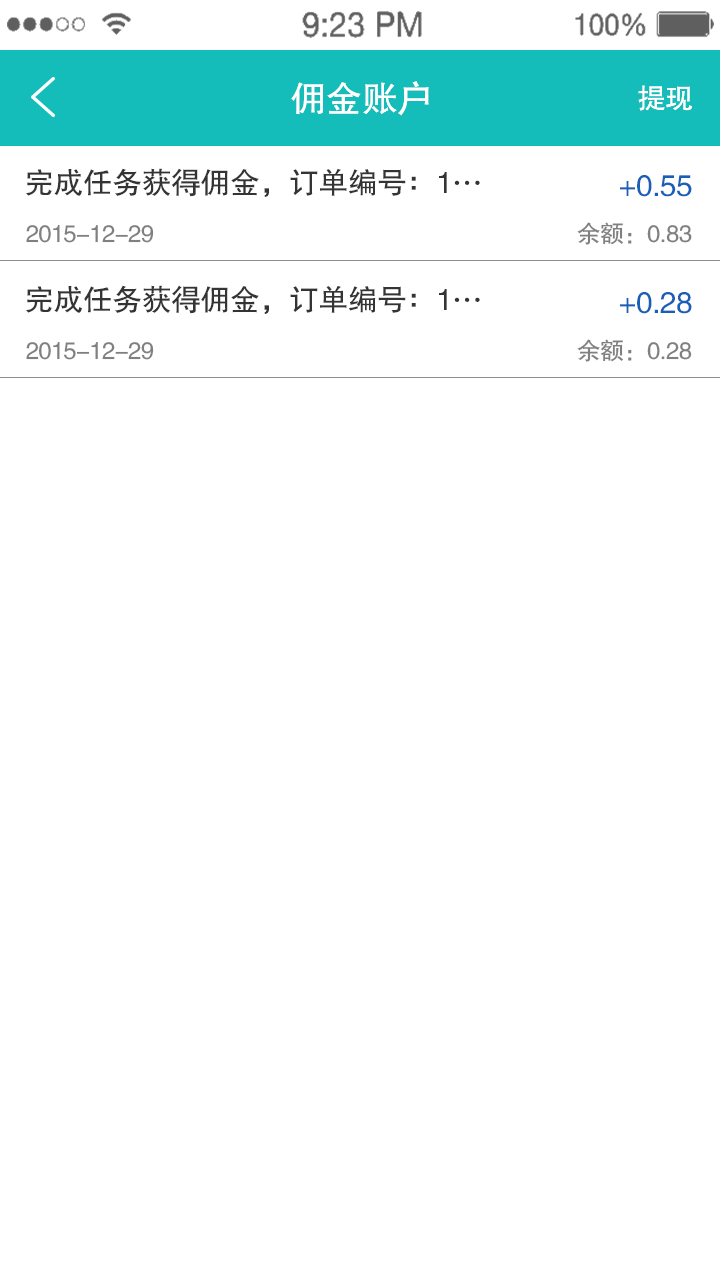 9:23 PM 100%
佣金账户 提现
完成任务获得佣金，订单编号：1… +0.55
2015-12-29 余额：0.83
完成任务获得佣金，订单编号：1… +0.28
2015-12-29 余额：0.28